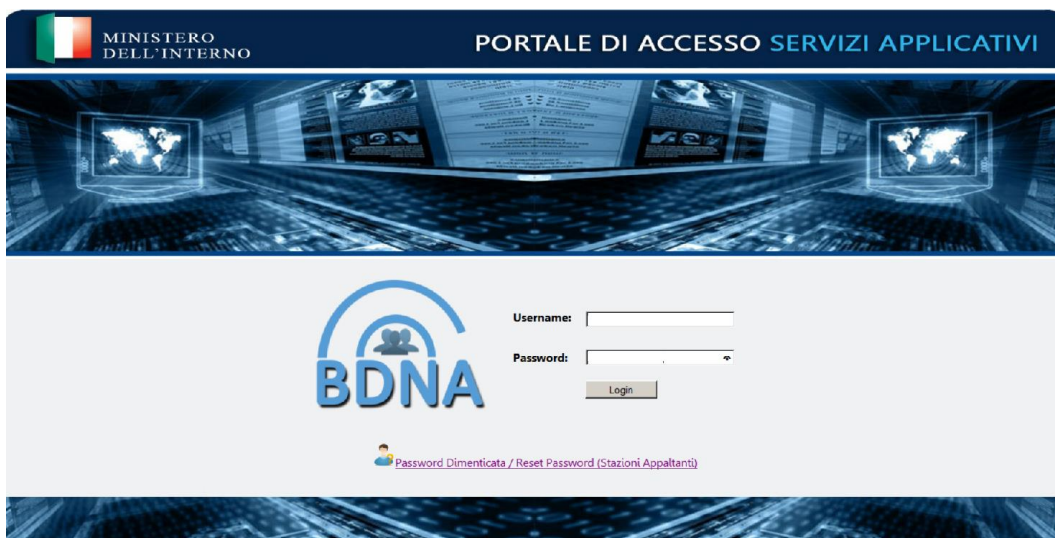 MINISTERO
DELL'INTERNO
PORTALE DI ACCESSO SERVIZI APPLICATIVI
BDNA
Username:
Password:
Login
Password Dimenticata / Reset Password (Stazioni Appaltanti)